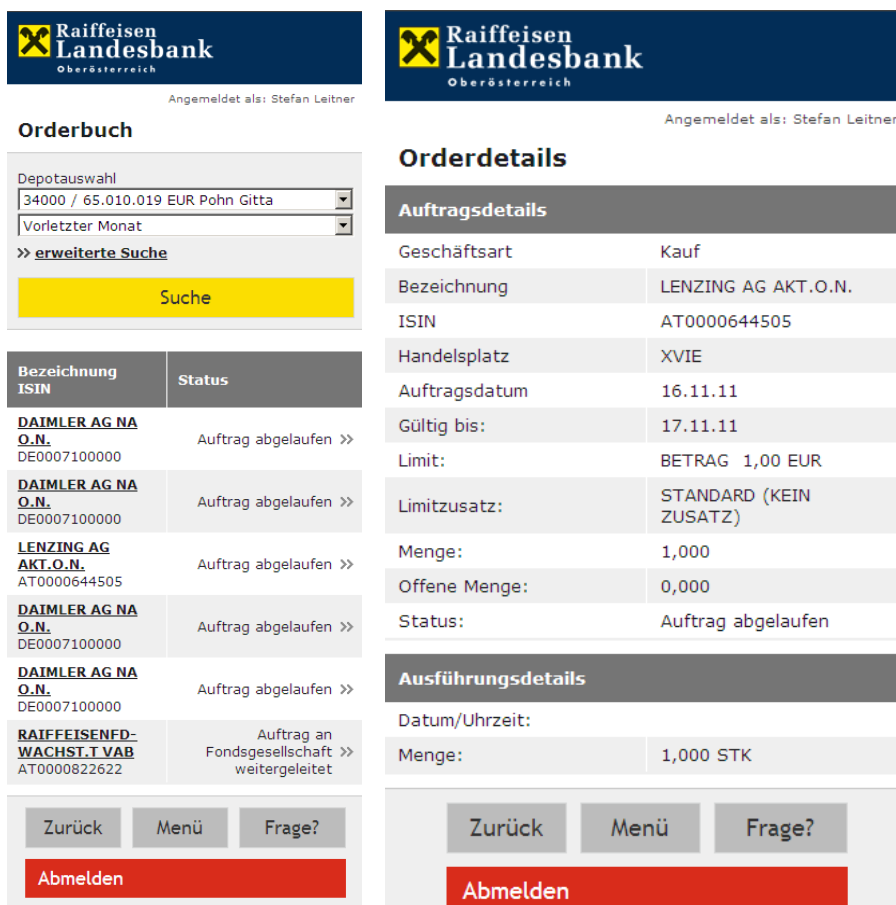 Raiffeisen
Landesbank
Oberösterreich
Angemeldet als: Stefan Leitner
Orderbuch
Depotauswahl
34000 / 65.010.019 EUR Pohn Gitta
Vorletzter Monat
>> erweiterte Suche
Suche
Bezeichnung
ISIN
Status
DAIMLER AG NA
O.N.
DE0007100000
Auftrag abgelaufen >>
DAIMLER AG NA
O.N.
DE0007100000
Auftrag abgelaufen >>
LENZING AG
AKT.O.N.
AT0000644505
Auftrag abgelaufen >>
DAIMLER AG NA
O.N.
DE0007100000
Auftrag abgelaufen >>
DAIMLER AG NA
O.N.
DE0007100000
Auftrag abgelaufen >>
RAIFFEISENFD-
WACHST.T VAB
AT0000822622
Auftrag an
Fondsgesellschaft >>
weitergeleitet
Zurück Menü Frage?
Abmelden
Raiffeisen
Landesbank
Oberösterreich
Angemeldet als: Stefan Leitner
Orderdetails
Auftragsdetails
Geschäftsart Kauf
Bezeichnung LENZING AG AKT.O.N.
ISIN AT0000644505
Handelsplatz XVIE
Auftragsdatum 16.11.11
Gültig bis: 17.11.11
Limit: BETRAG 1,00 EUR
Limitzusatz: STANDARD (KEIN
ZUSATZ)
Menge: 1,000
Offene Menge: 0,000
Status: Auftrag abgelaufen
Ausführungsdetails
Datum/Uhrzeit:
Menge: 1,000 STK
Zurück Menü Frage?
Abmelden